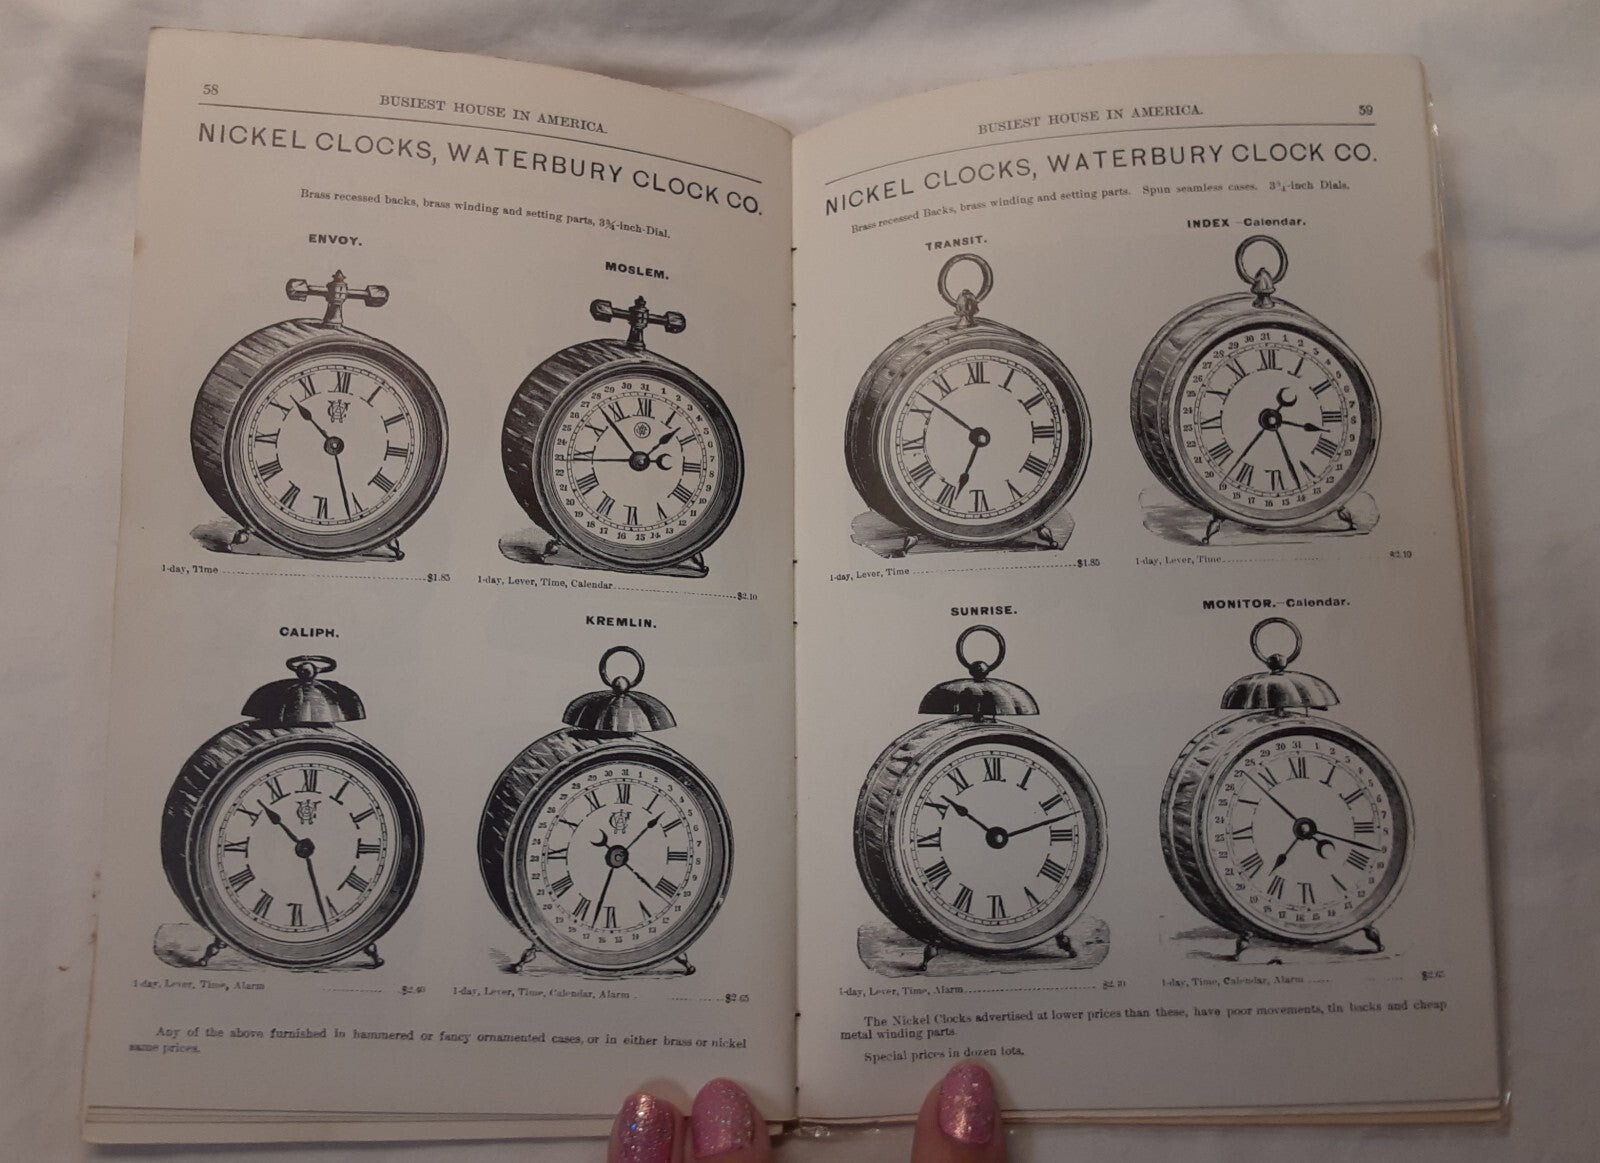 58
BUSIEST HOUSE IN AMERICA.
NICKEL CLOCKS, WATERBURY CLOCK CO.
Brass recessed backs, brass winding and setting parts, 3¾-inch-Dial.
ENVOY.
MOSLEM.
1-day, Time $1.85
1-day, Lever, Time, Calendar $2.10
CALIPH.
KREMLIN.
1-day, Lever, Time, Alarm
1-day, Lever, Time, Calendar, Alarm $2 65
Any of the above furnished in hammered or fancy ornamented cases, or in either brass or nickel
same prices.
59
BUSIEST HOUSE IN AMERICA.
NICKEL CLOCKS, WATERBURY CLOCK CO.
Brass recessed Backs, brass winding and setting parts. Spun seamless cases. -inch Dials.
TRANSIT.
INDEX –Calendar.
1-day, Lever, Time $1.85
1-day, Lever, Time $2.10
SUNRISE.
MONITOR.–Calendar.
1-day, Lever, Time, Alarm
1-day, Time, Calendar, Alarm $2.65
The Nickel Clocks advertised at lower prices than these, have poor movements, tin backs and cheap
metal winding parts
Special prices in dozen lots.